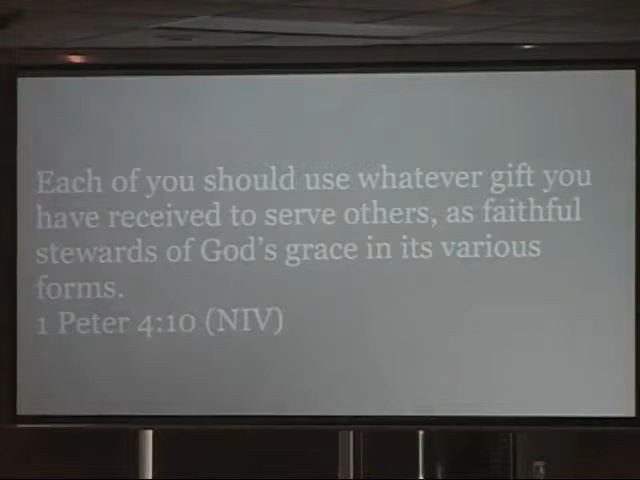 Each of you should use whatever gift you
have received to serve others, as faithful
stewards of God's grace in its various
forms.
1 Peter 4:10 (NIV)